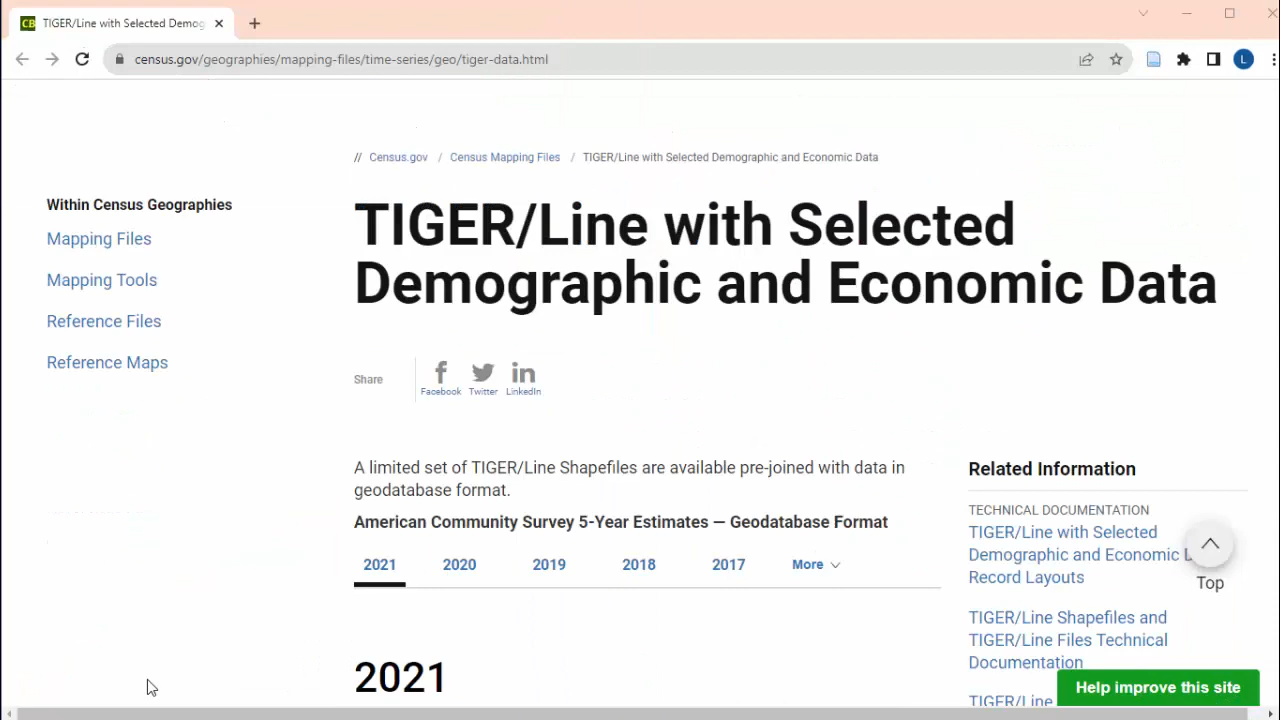 CB
TIGER/Line with Selected Demog
census.gov/geographies/mapping-files/time-series/geo/tiger-data.html
L
// Census.gov / Census Mapping Files / TIGER/Line with Selected Demographic and Economic Data
Within Census Geographies
Mapping Files
Mapping Tools
Reference Files
Reference Maps
TIGER/Line with Selected
Demographic and Economic Data
Share
Facebook Twitter LinkedIn
A limited set of TIGER/Line Shapefiles are available pre-joined with data in
geodatabase format.
American Community Survey 5-Year Estimates — Geodatabase Format
2021 2020 2019 2018 2017 More
2021
Related Information
TECHNICAL DOCUMENTATION
TIGER/Line with Selected
Demographic and Economic D
Record Layouts
Top
TIGER/Line Shapefiles and
TIGER/Line Files Technical
Documentation
TIGER/Line
Help improve this site